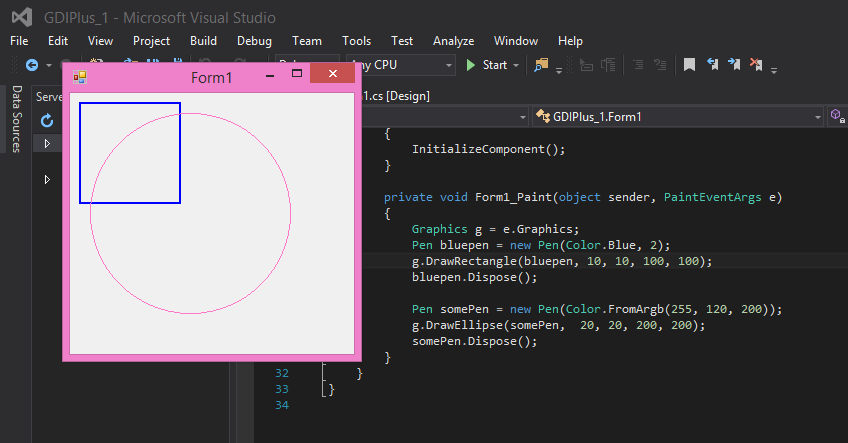 GDIPlus_1 - Microsoft Visual Studio
File Edit View Project Build Debug Team Tools Test Analyze Window Help
Any CPU Start
Form1
Data Sources
Serve
1.cs [Design]
GDIPlus_1.Form1
{
InitializeComponent();
}
private void Form1_Paint(object sender, PaintEventArgs e)
{
Graphics g = e.Graphics;
Pen bluepen = new Pen(Color.Blue, 2);
g.DrawRectangle(bluepen, 10, 10, 100, 100);
bluepen.Dispose();
Pen somePen = new Pen(Color.FromArgb(255, 120, 200));
g.DrawEllipse(somePen,  20, 20, 200, 200);
somePen.Dispose();
}
32 }
33 }
34